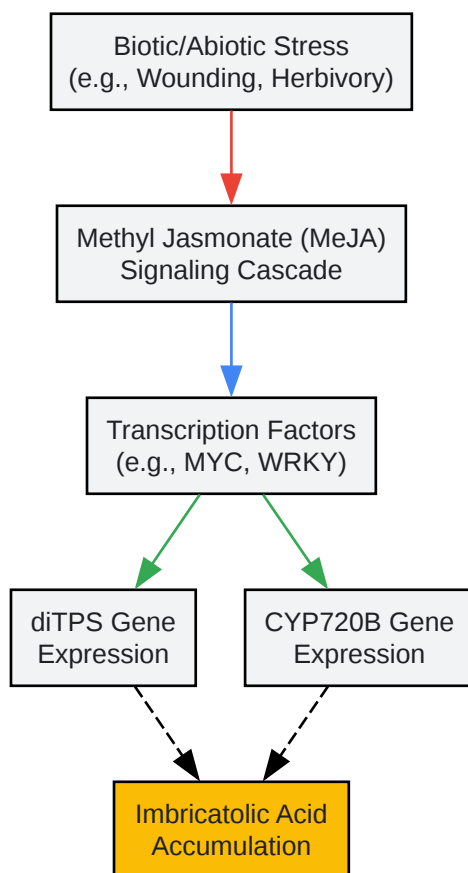 Biotic/Abiotic Stress
(e.g., Wounding, Herbivory)
Methyl Jasmonate (MeJA)
Signaling Cascade
Transcription Factors
(e.g., MYC, WRKY)
diTPS Gene
Expression
CYP720B Gene
Expression
Imbricatolic Acid
Accumulation